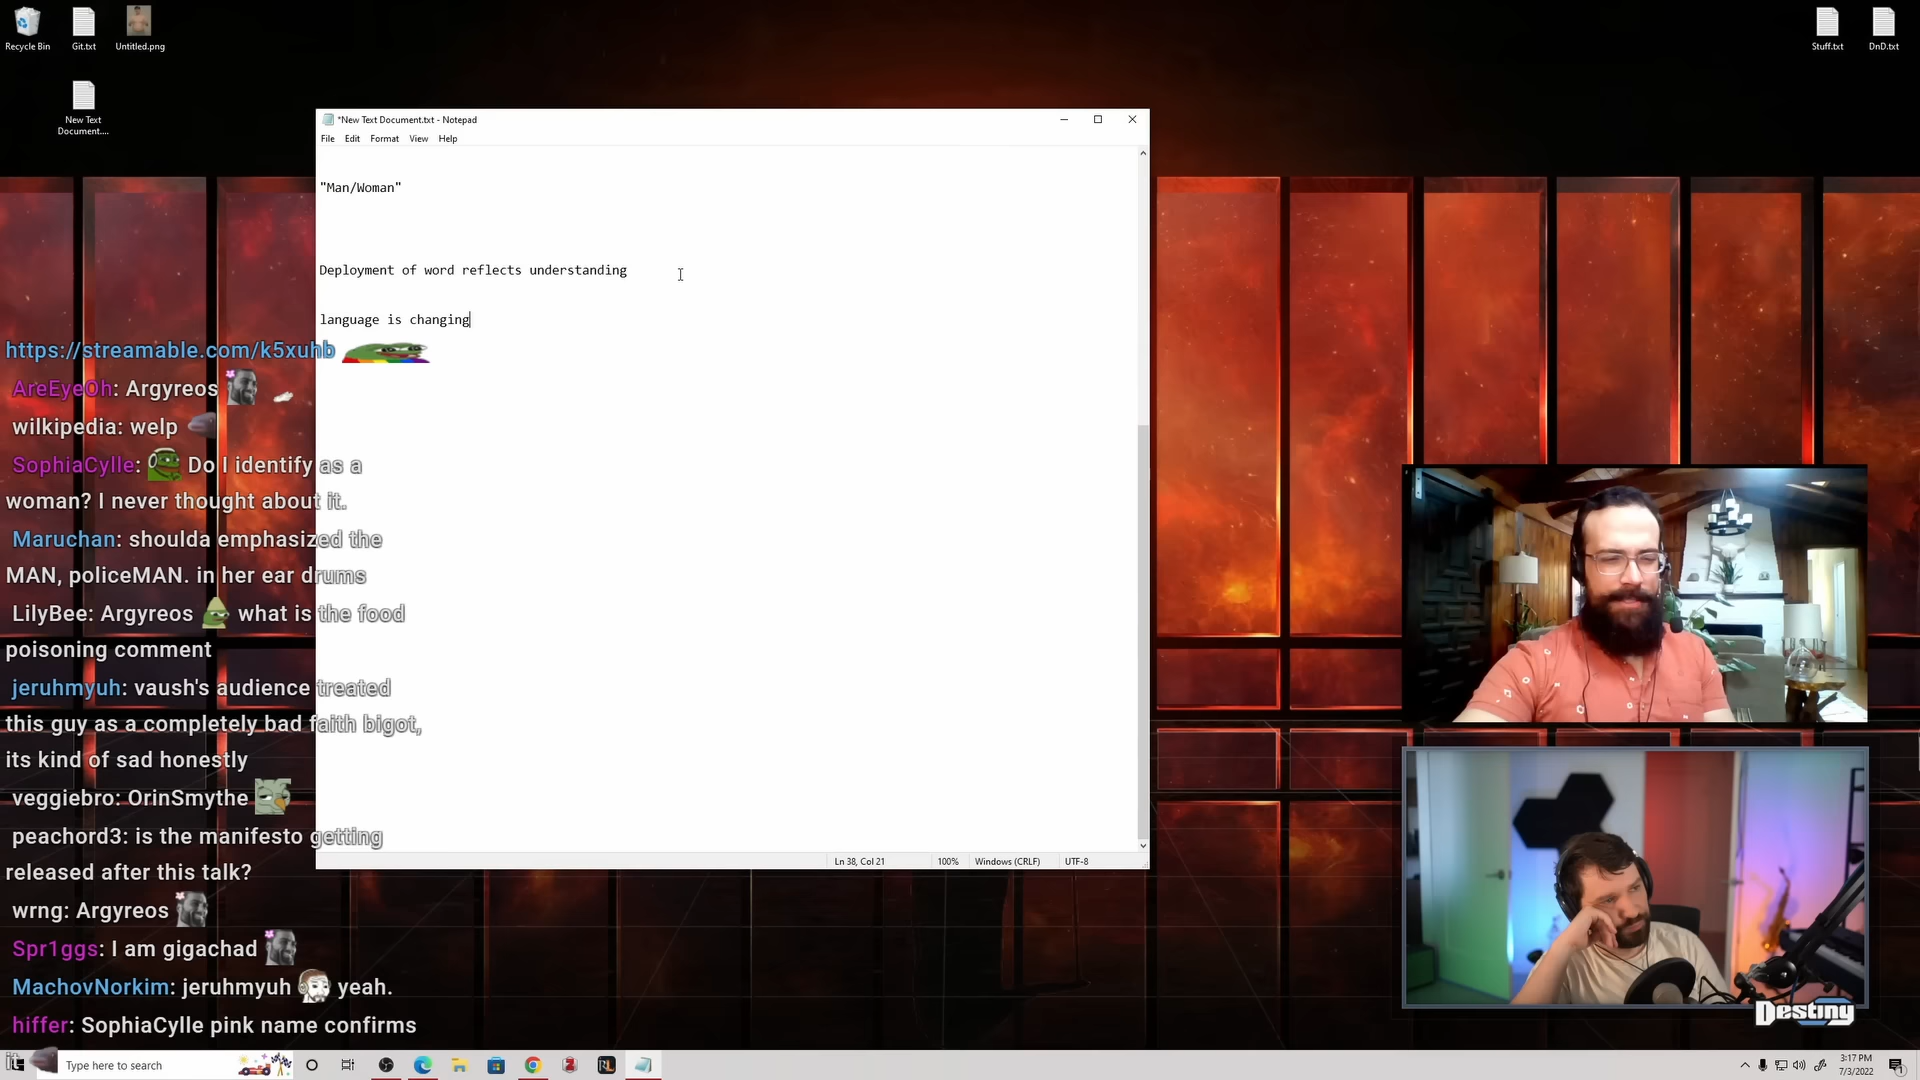 Recycle Bin
Git.txt
Untitled.png
New Text
Document....
Stuff.txt
DnD.txt
*New Text Document.txt - Notepad
File Edit Format View Help
"Man/Woman"
Deployment of word reflects understanding
language is changing
https://streamable.com/k5xuhb
AreEyeOh: Argyreos
wilkipedia: welp
SophiaCylle: Do I identify as a
woman? I never thought about it.
Maruchan: shoulda emphasized the
MAN, policeMAN. in her ear drums
LilyBee: Argyreos what is the food
poisoning comment
jeruhmyuh: vaush's audience treated
this guy as a completely bad faith bigot,
its kind of sad honestly
veggiebro: OrinSmythe
peachord3: is the manifesto getting
released after this talk?
wrng: Argyreos
Spr1ggs: I am gigachad
MachovNorkim: jeruhmyuh yeah.
hiffer: SophiaCylle pink name confirms
it
Ln 38, Col 21
100%
Windows (CRLF)
UTF-8
Destiny
Type here to search
3:17 PM
7/3/2022